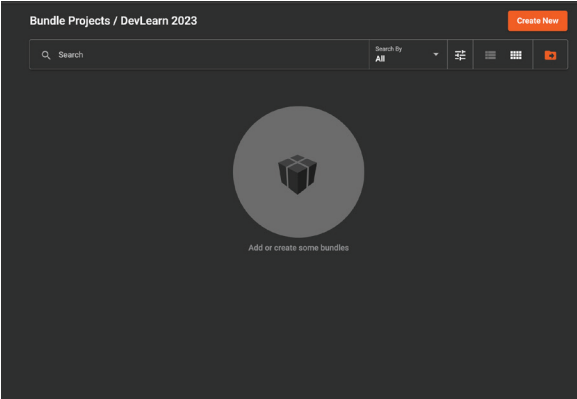 Bundle Projects / DevLearn 2023
Create New
Search
Search By
All
Add or create some bundles